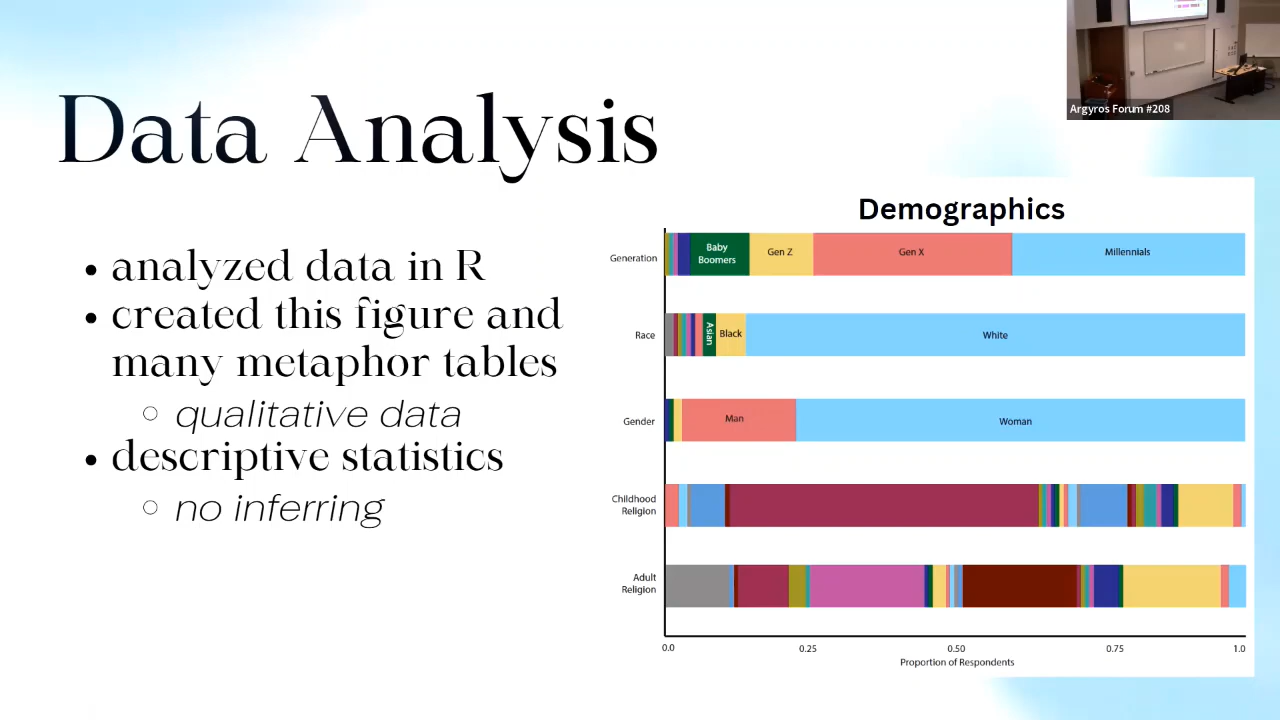 Data Analysis
analyzed data in R
created this figure and
many metaphor tables
qualitative data
descriptive statistics
no inferring
Argyros Forum #208
Demographics
Generation
Baby
Boomers
Gen Z
Gen X
Millennials
Race
Asian
Black
White
Gender
Man
Woman
Childhood
Religion
Adult
Religion
0.0
0.25
0.50
0.75
1.0
Proportion of Respondents